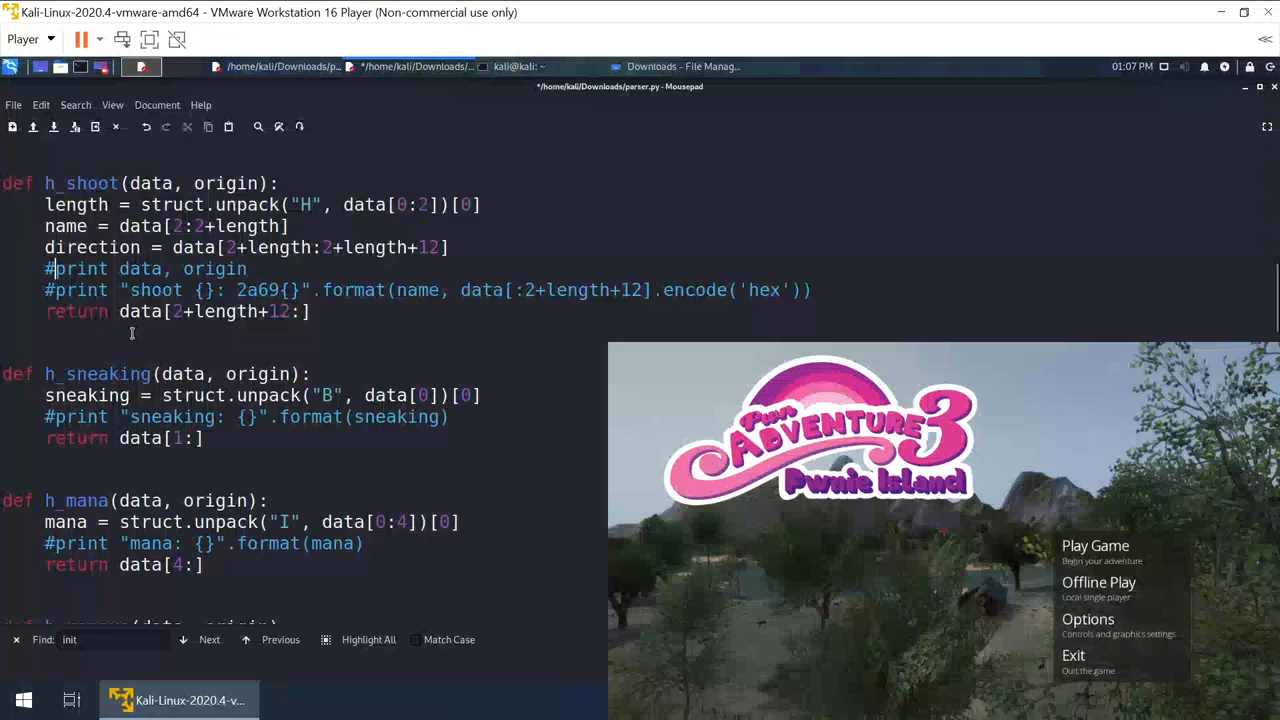 Kali-Linux-2020.4-vmware-amd64 - VMware Workstation 16 Player (Non-commercial use only)
Player
/home/kali/Downloads/p...
*/home/kali/Downloads/...
kali@kali: ~
Downloads - File Manag...
01:07 PM
*/home/kali/Downloads/parser.py - Mousepad
File Edit Search View Document Help
def h_shoot(data, origin):
length = struct.unpack("H", data[0:2])[0]
name = data[2:2+length]
direction = data[2+length:2+length+12]
#print data, origin
#print "shoot {}: 2a69{}".format(name, data[:2+length+12].encode('hex'))
return data[2+length+12:]
def h_sneaking(data, origin):
sneaking = struct.unpack("B", data[0])[0]
#print "sneaking: {}".format(sneaking)
return data[1:]
def h_mana(data, origin):
mana = struct.unpack("I", data[0:4])[0]
#print "mana: {}".format(mana)
return data[4:]
Find: init Next Previous Highlight All Match Case
Kali-Linux-2020.4-v...
Pwn
Adventure 3
Pwnie Island
Play Game
Begin your adventure
Offline Play
Local single player
Options
Controls and graphics settings
Exit
Quit the game